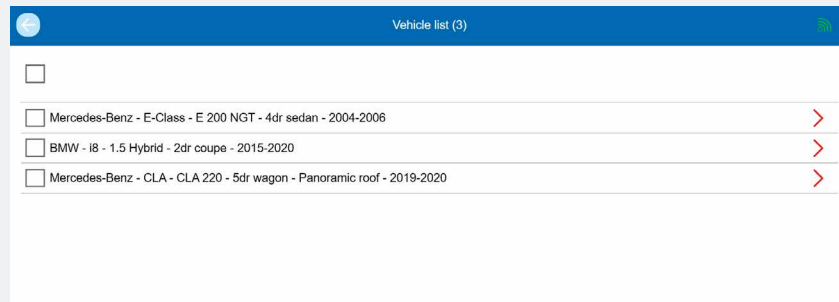 Vehicle list (3)
Mercedes-Benz - E-Class - E 200 NGT - 4dr sedan - 2004-2006
BMW - i8 - 1.5 Hybrid - 2dr coupe - 2015-2020
Mercedes-Benz - CLA - CLA 220 - 5dr wagon - Panoramic roof - 2019-2020